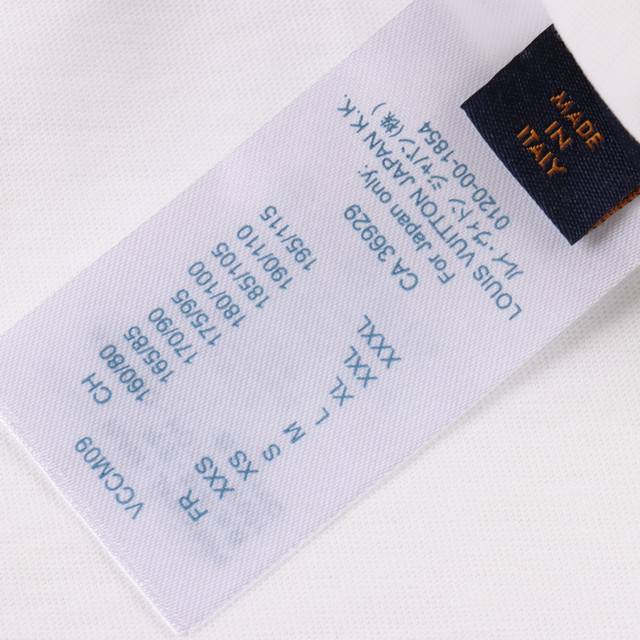 MADE
IN
ITALY
VCCM09
FR CH
XXS 160/80
XS 165/85
S 170/90
M 175/95
L 180/100
XL 185/105
XXL 190/110
XXXL 195/115
CA 36929
For Japan only:
LOUIS VUITTON JAPAN K.K.
ルイ・ヴィトン ジャパン(株)
0120-00-1854